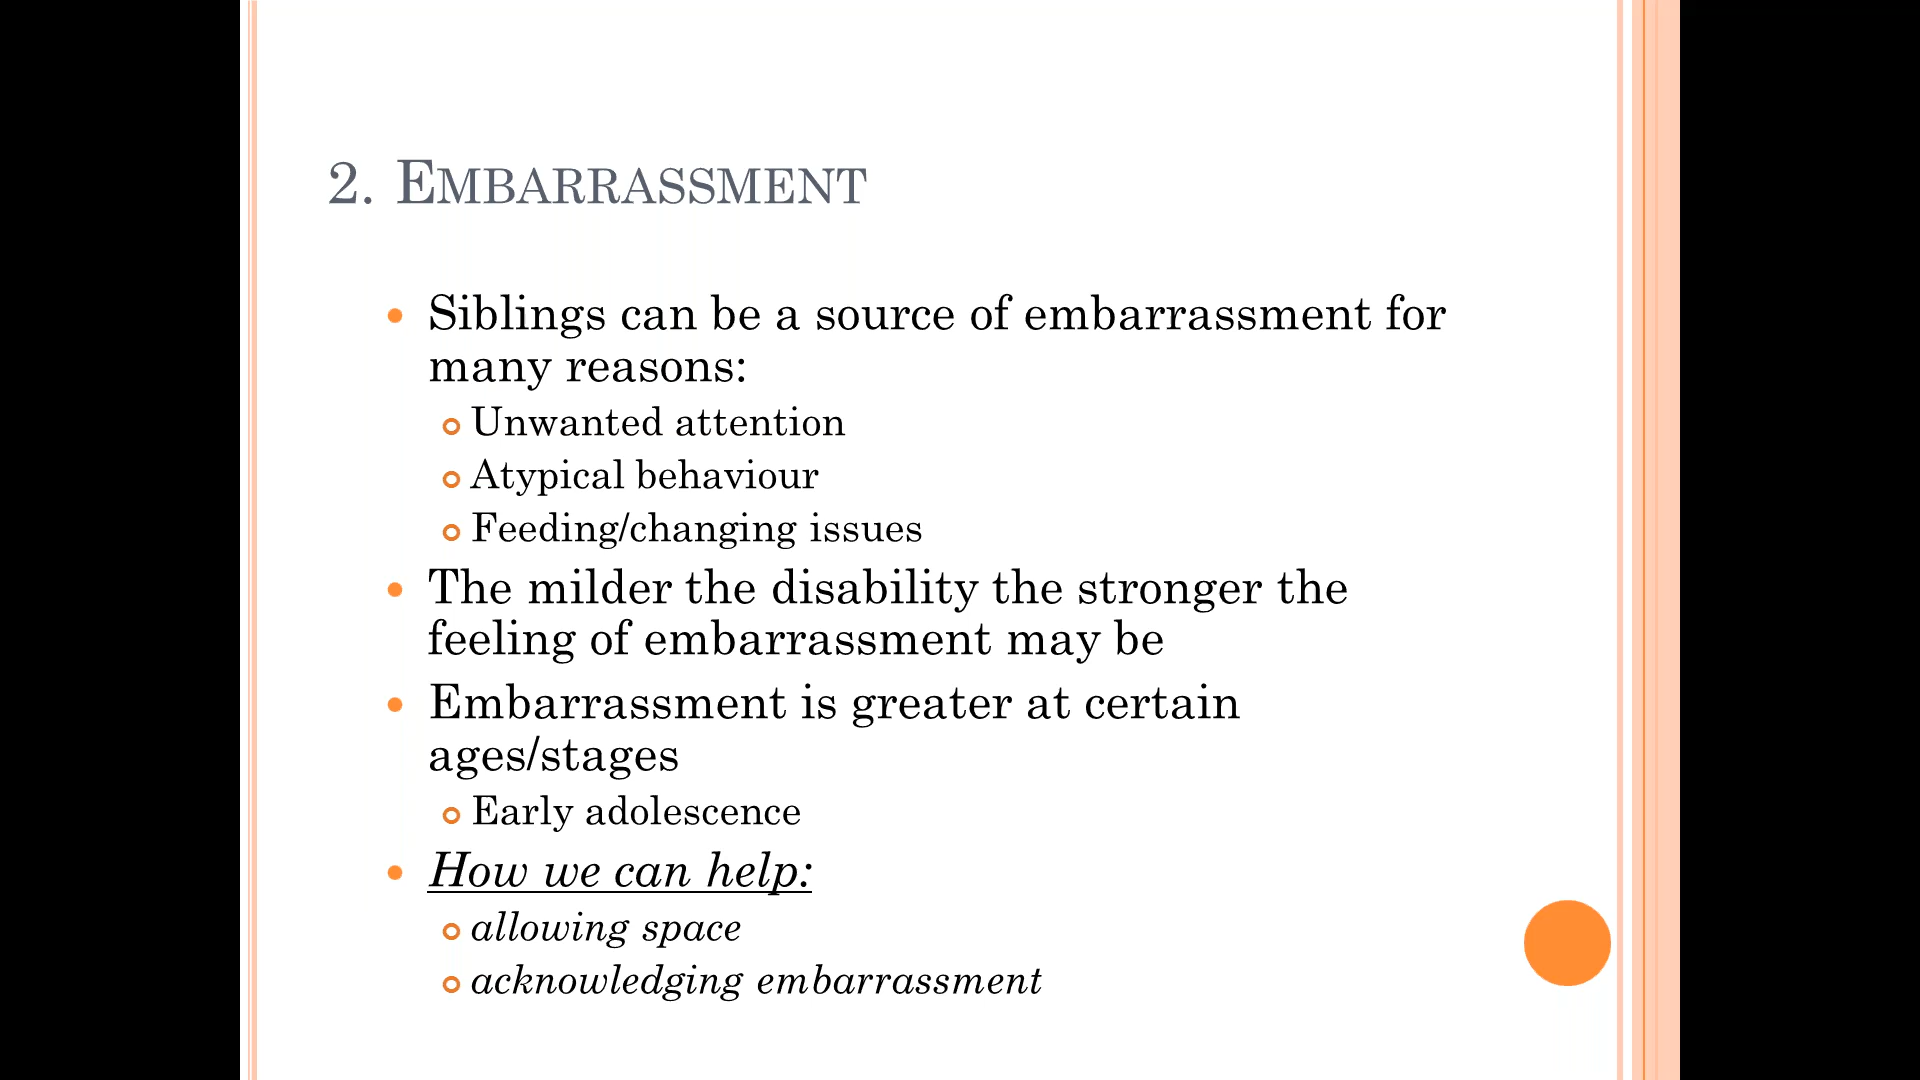 2. EMBARRASSMENT
Siblings can be a source of embarrassment for
many reasons:
Unwanted attention
Atypical behaviour
Feeding/changing issues
The milder the disability the stronger the
feeling of embarrassment may be
Embarrassment is greater at certain
ages/stages
Early adolescence
How we can help:
allowing space
acknowledging embarrassment